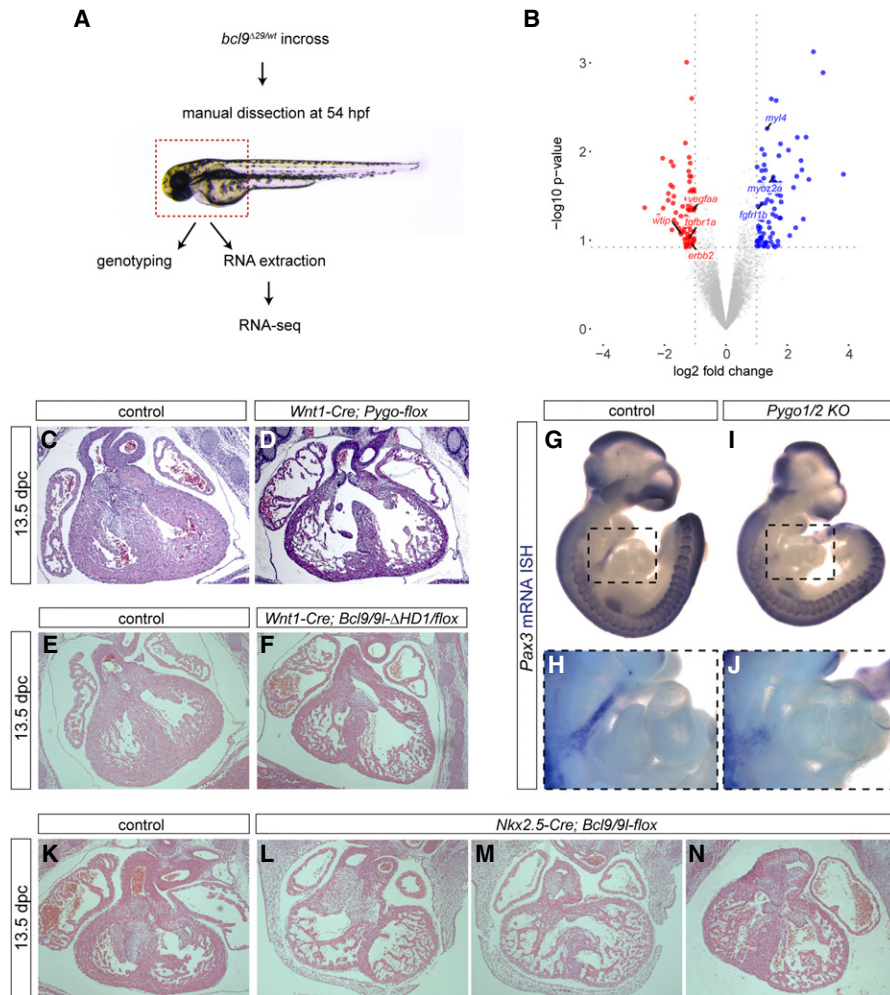 A
bcl9Δ29/wt incross
manual dissection at 54 hpf
genotyping
RNA extraction
RNA-seq
B
−log10 p-value
3
2
1
0
myl4
myoz2a
fgfrl1b
vegfaa
wtip
tgfbr1a
erbb2
−4
−2
0
2
4
log2 fold change
control
Wnt1-Cre; Pygo-flox
13.5 dpc
C
D
control
Wnt1-Cre; Bcl9/9l-ΔHD1/flox
13.5 dpc
E
F
control
Pygo1/2 KO
Pax3 mRNA ISH
G
I
H
J
control
Nkx2.5-Cre; Bcl9/9l-flox
13.5 dpc
K
L
M
N